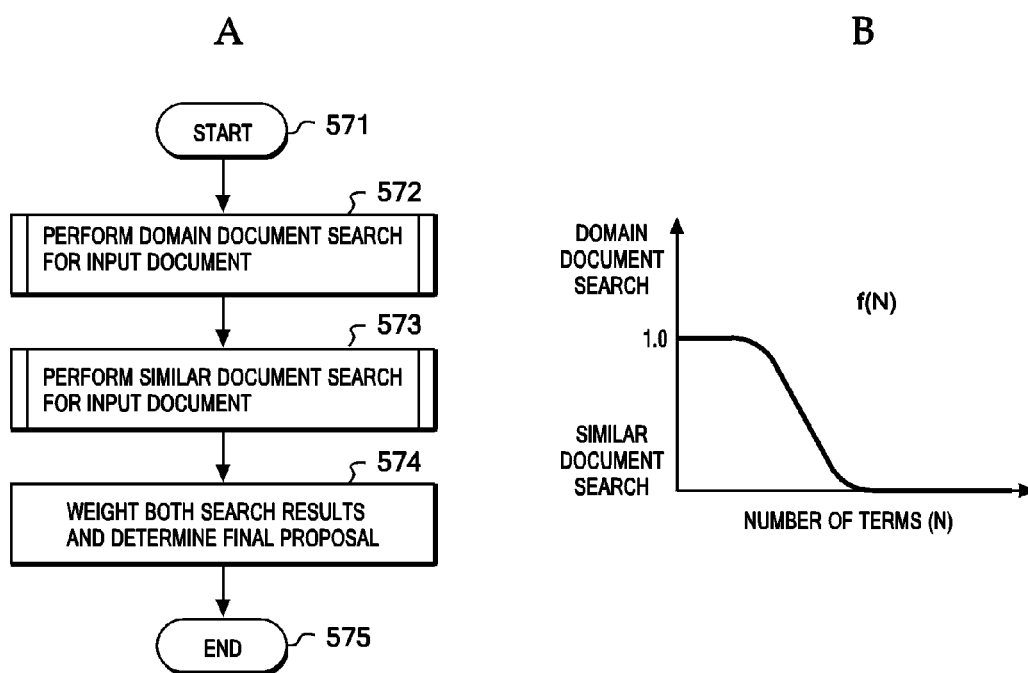 A
START
571
572
PERFORM DOMAIN DOCUMENT SEARCH
FOR INPUT DOCUMENT
573
PERFORM SIMILAR DOCUMENT SEARCH
FOR INPUT DOCUMENT
574
WEIGHT BOTH SEARCH RESULTS
AND DETERMINE FINAL PROPOSAL
END
575
B
DOMAIN
DOCUMENT
SEARCH
f(N)
1.0
SIMILAR
DOCUMENT
SEARCH
NUMBER OF TERMS (N)